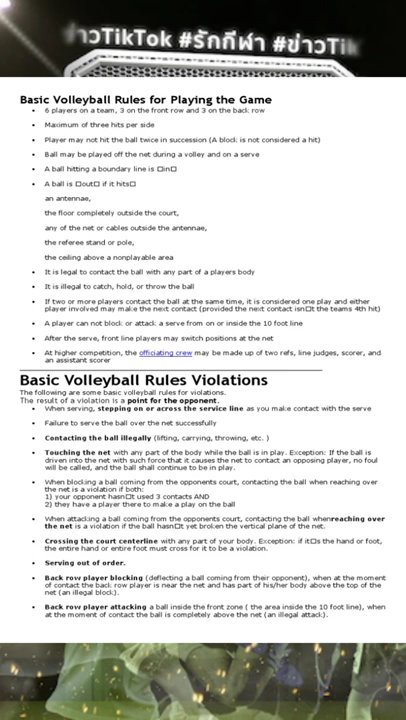 าวTikTok #รักกีฬา #ข่าวTik
Basic Volleyball Rules for Playing the Game
• 6 players on a team, 3 on the front row and 3 on the back row
• Maximum of three hits per side
• Player may not hit the ball twice in succession (A block is not considered a hit)
• Ball may be played off the net during a volley and on a serve
• A ball hitting a boundary line is □in□
• A ball is □out□ if it hits□
an antennae,
the floor completely outside the court,
any of the net or cables outside the antennae,
the referee stand or pole,
the ceiling above a nonplayable area
• It is legal to contact the ball with any part of a players body
• It is illegal to catch, hold, or throw the ball
• If two or more players contact the ball at the same time, it is considered one play and either
player involved may make the next contact (provided the next contact isn□t the teams 4th hit)
• A player can not block or attack a serve from on or inside the 10 foot line
• After the serve, front line players may switch positions at the net
• At higher competition, the officiating crew may be made up of two refs, line judges, scorer, and
an assistant scorer
Basic Volleyball Rules Violations
The following are some basic volleyball rules for violations.
The result of a violation is a point for the opponent.
• When serving, stepping on or across the service line as you make contact with the serve
• Failure to serve the ball over the net successfully
• Contacting the ball illegally (lifting, carrying, throwing, etc. )
• Touching the net with any part of the body while the ball is in play. Exception: If the ball is
driven into the net with such force that it causes the net to contact an opposing player, no foul
will be called, and the ball shall continue to be in play.
• When blocking a ball coming from the opponents court, contacting the ball when reaching over
the net is a violation if both:
1) your opponent hasn□t used 3 contacts AND
2) they have a player there to make a play on the ball
• When attacking a ball coming from the opponents court, contacting the ball whenreaching over
the net is a violation if the ball hasn□t yet broken the vertical plane of the net.
• Crossing the court centerline with any part of your body. Exception: if it□s the hand or foot,
the entire hand or entire foot must cross for it to be a violation.
• Serving out of order.
• Back row player blocking (deflecting a ball coming from their opponent), when at the moment
of contact the back row player is near the net and has part of his/her body above the top of the
net (an illegal block).
• Back row player attacking a ball inside the front zone ( the area inside the 10 foot line), when
at the moment of contact the ball is completely above the net (an illegal attack).